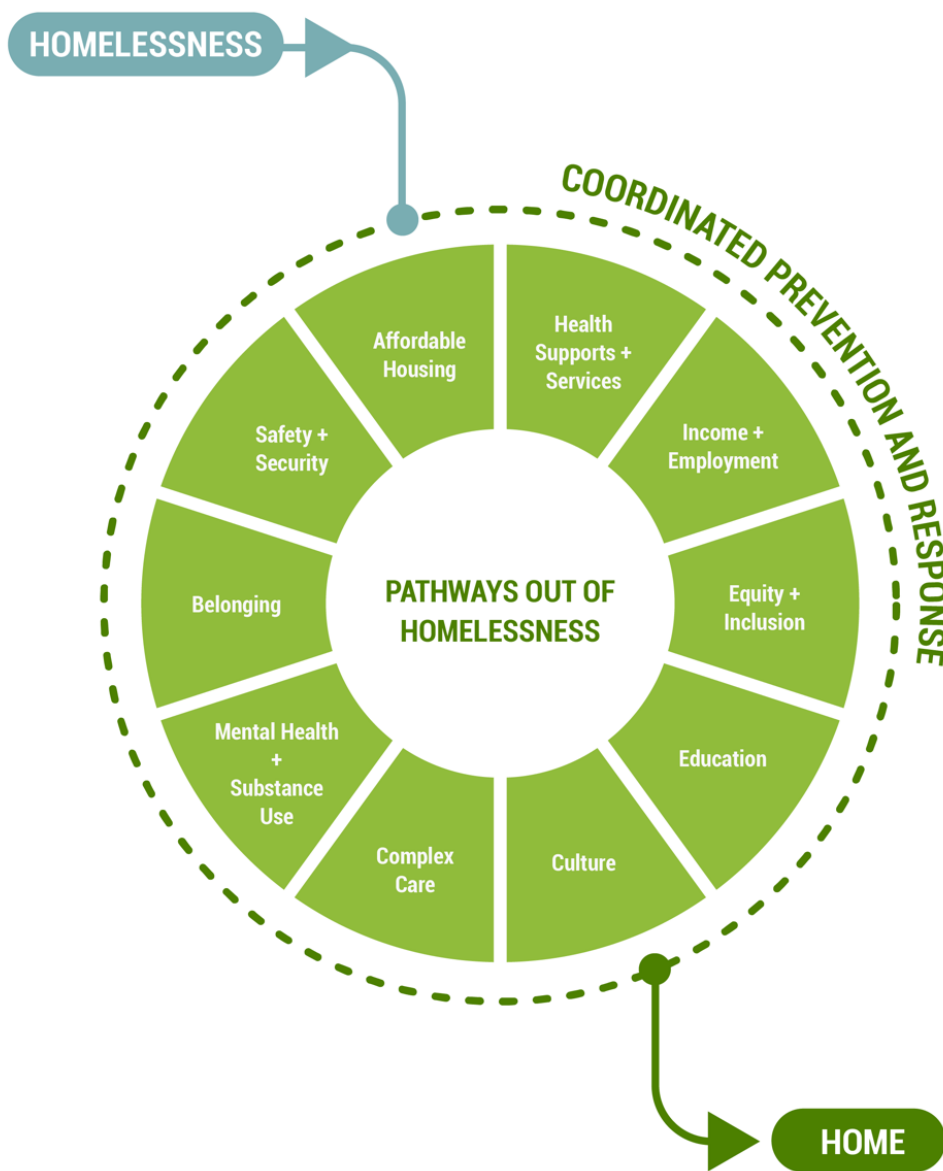 HOMELESSNESS
COORDINATED PREVENTION AND RESPONSE
Affordable
Housing
Health
Supports +
Services
Income +
Employment
Equity +
Inclusion
Education
Culture
Complex
Care
Mental Health
+
Substance
Use
Belonging
Safety +
Security
PATHWAYS OUT OF
HOMELESSNESS
HOME